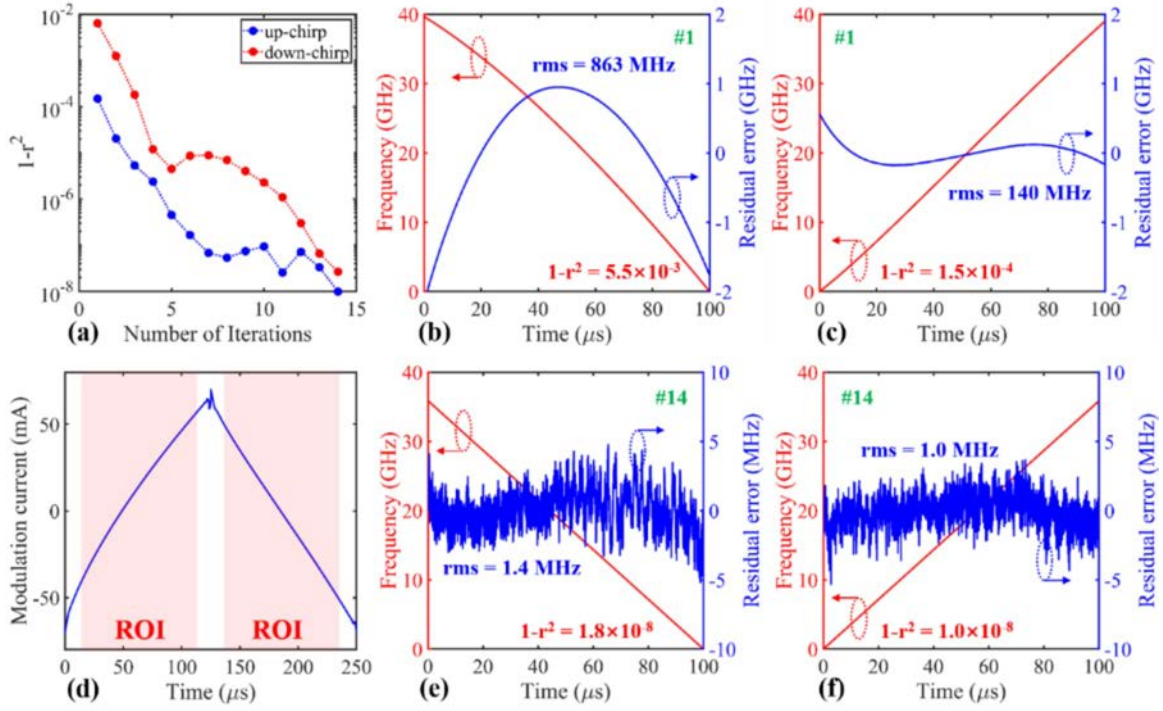 10⁻²
10⁻⁴
10⁻⁶
10⁻⁸
1-r²
up-chirp
down-chirp
0
5
10
15
(a)
Number of Iterations
40
30
20
10
0
Frequency (GHz)
#1
rms = 863 MHz
1-r² = 5.5×10⁻³
2
1
0
-1
-2
Residual error (GHz)
0
20
40
60
80
100
(b)
Time (μs)
40
30
20
10
0
Frequency (GHz)
#1
rms = 140 MHz
1-r² = 1.5×10⁻⁴
2
1
0
-1
-2
Residual error (GHz)
0
20
40
60
80
100
(c)
Time (μs)
50
0
-50
Modulation current (mA)
ROI
ROI
0
50
100
150
200
250
(d)
Time (μs)
40
30
20
10
0
Frequency (GHz)
#14
rms = 1.4 MHz
1-r² = 1.8×10⁻⁸
10
5
0
-5
-10
Residual error (MHz)
0
20
40
60
80
100
(e)
Time (μs)
40
30
20
10
0
Frequency (GHz)
#14
rms = 1.0 MHz
1-r² = 1.0×10⁻⁸
10
5
0
-5
-10
Residual error (MHz)
0
20
40
60
80
100
(f)
Time (μs)